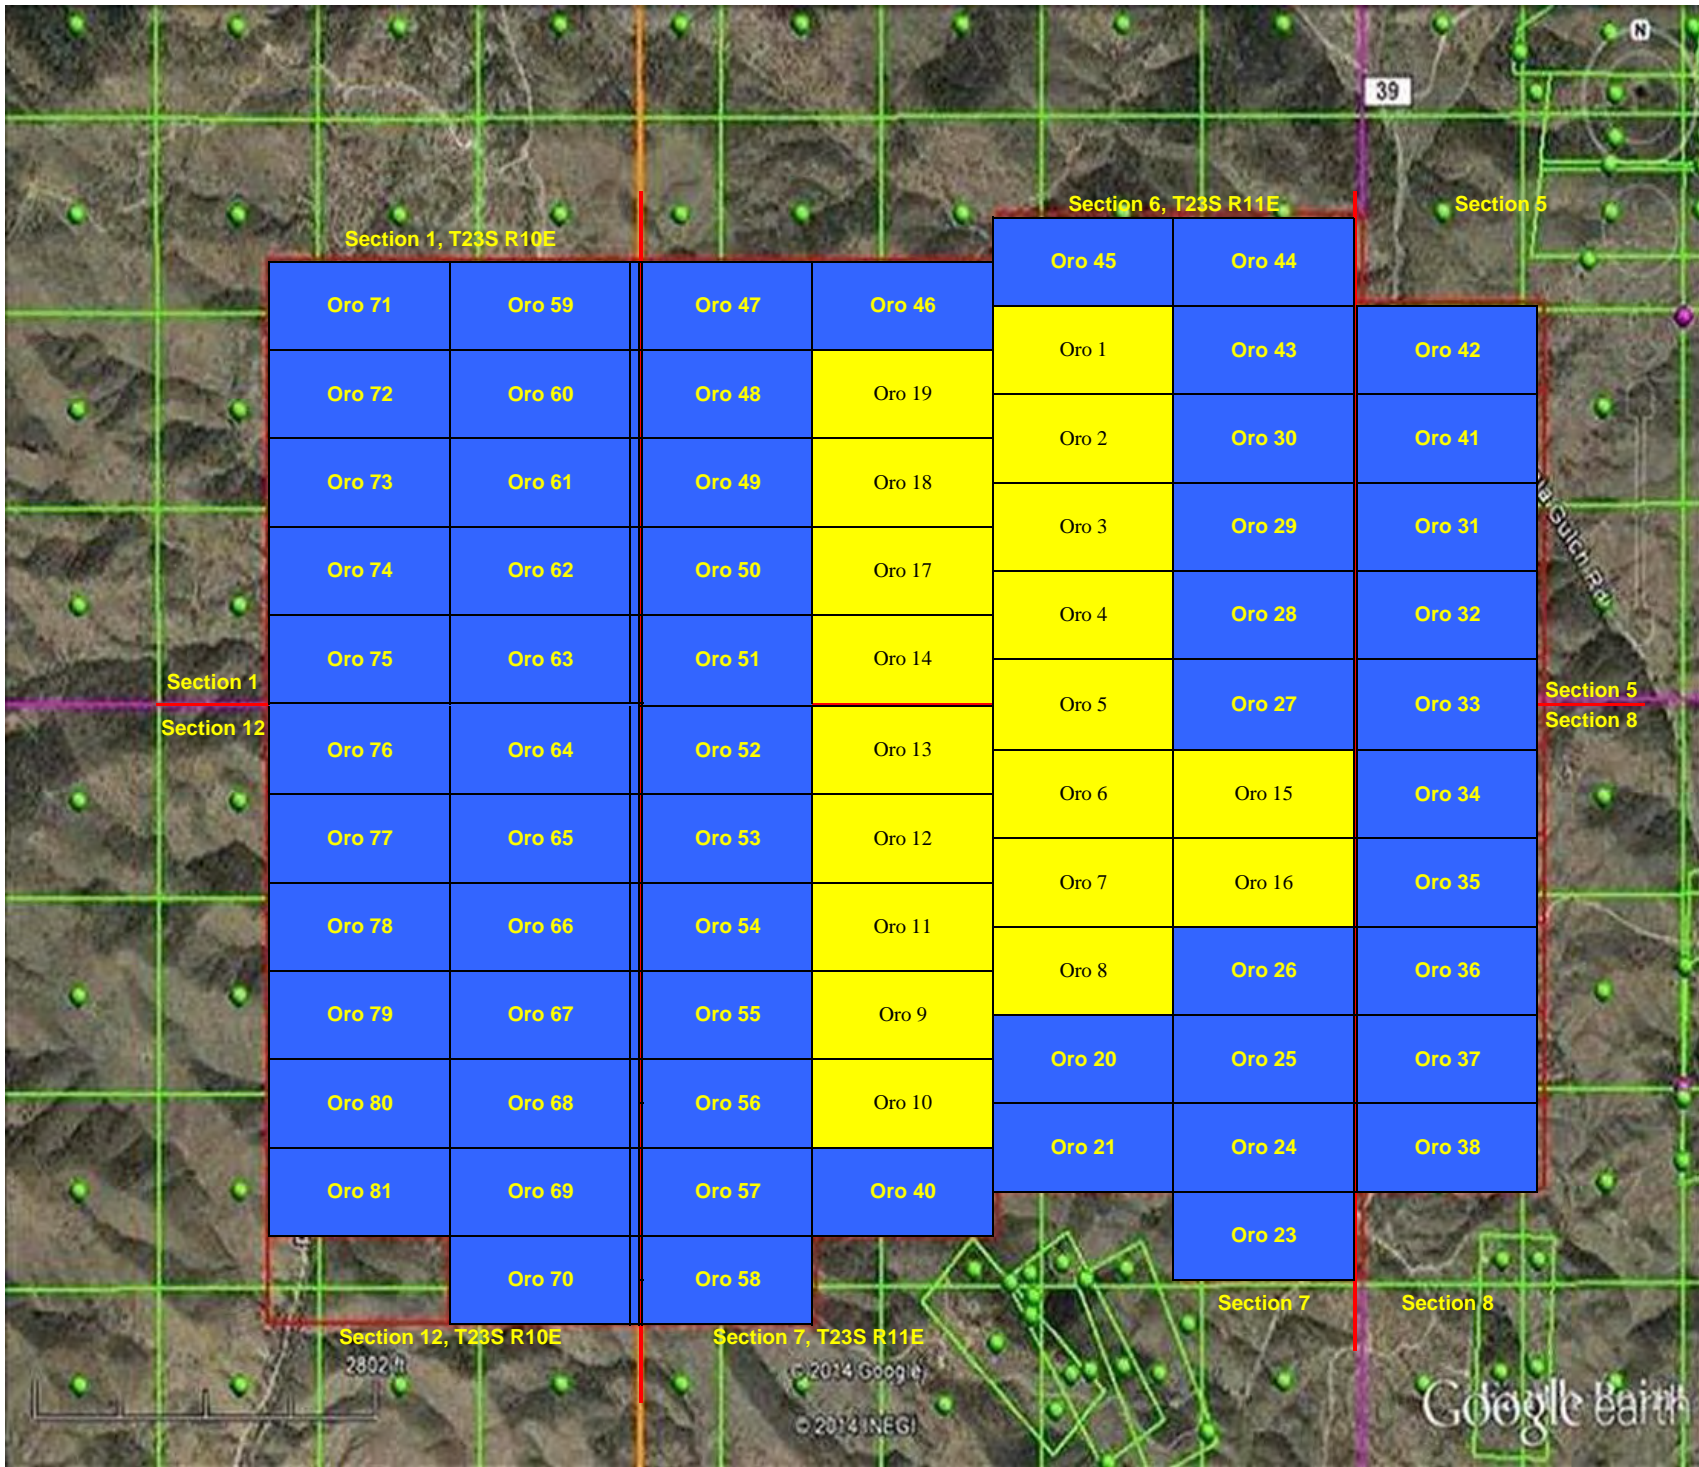 N
39
Section 6, T23S R11E
Section 5
Section 1, T23S R10E
Oro 45 Oro 44
Oro 71 Oro 59 Oro 47 Oro 46
Oro 1 Oro 43 Oro 42
Oro 72 Oro 60 Oro 48 Oro 19
Oro 2 Oro 30 Oro 41
Oro 73 Oro 61 Oro 49 Oro 18
Oro 3 Oro 29 Oro 31
Gulch Rd
Oro 74 Oro 62 Oro 50 Oro 17
Oro 4 Oro 28 Oro 32
Oro 75 Oro 63 Oro 51 Oro 14
Section 1
Section 5
Oro 5 Oro 27 Oro 33
Section 12
Section 8
Oro 76 Oro 64 Oro 52 Oro 13
Oro 6 Oro 15 Oro 34
Oro 77 Oro 65 Oro 53 Oro 12
Oro 7 Oro 16 Oro 35
Oro 78 Oro 66 Oro 54 Oro 11
Oro 8 Oro 26 Oro 36
Oro 79 Oro 67 Oro 55 Oro 9
Oro 20 Oro 25 Oro 37
Oro 80 Oro 68 Oro 56 Oro 10
Oro 21 Oro 24 Oro 38
Oro 81 Oro 69 Oro 57 Oro 40
Oro 23
Oro 70 Oro 58
Section 7
Section 8
Section 12, T23S R10E
Section 7, T23S R11E
2802 ft
© 2014 Google
© 2014 INEGI
Google earth